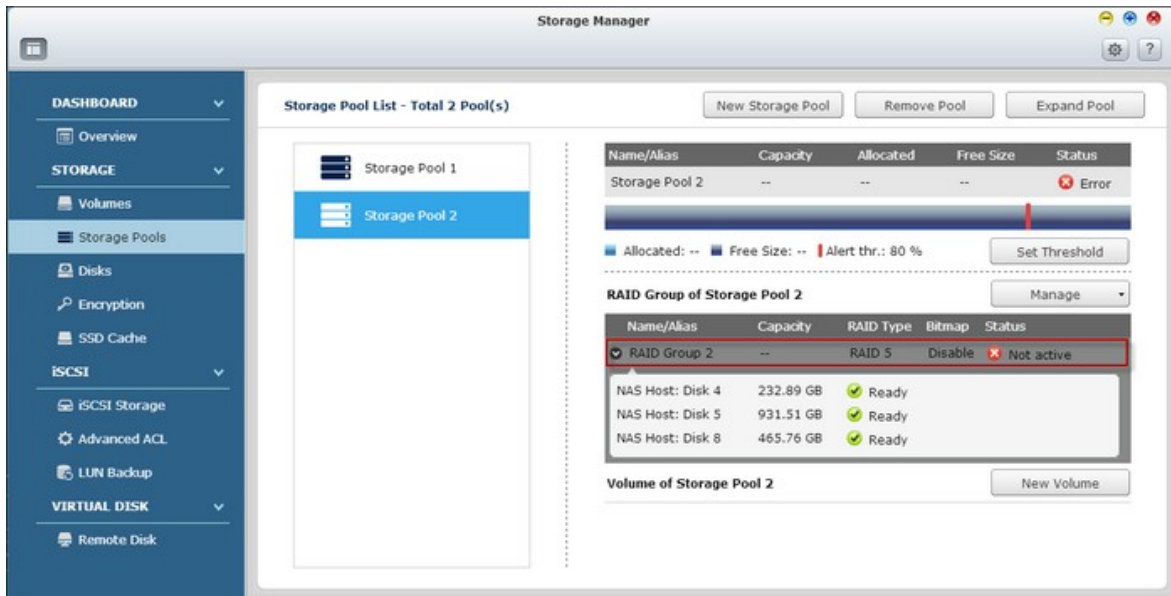 Storage Manager
?
DASHBOARD
Overview
STORAGE
Volumes
Storage Pools
Disks
Encryption
SSD Cache
iSCSI
iSCSI Storage
Advanced ACL
LUN Backup
VIRTUAL DISK
Remote Disk
Storage Pool List - Total 2 Pool(s)
New Storage Pool
Remove Pool
Expand Pool
Storage Pool 1
Storage Pool 2
Name/Alias Capacity Allocated Free Size Status
Storage Pool 2 -- -- -- Error
Allocated: -- Free Size: -- Alert thr.: 80 %
Set Threshold
RAID Group of Storage Pool 2
Manage
Name/Alias Capacity RAID Type Bitmap Status
RAID Group 2 -- RAID 5 Disable Not active
NAS Host: Disk 4 232.89 GB Ready
NAS Host: Disk 5 931.51 GB Ready
NAS Host: Disk 8 465.76 GB Ready
Volume of Storage Pool 2
New Volume